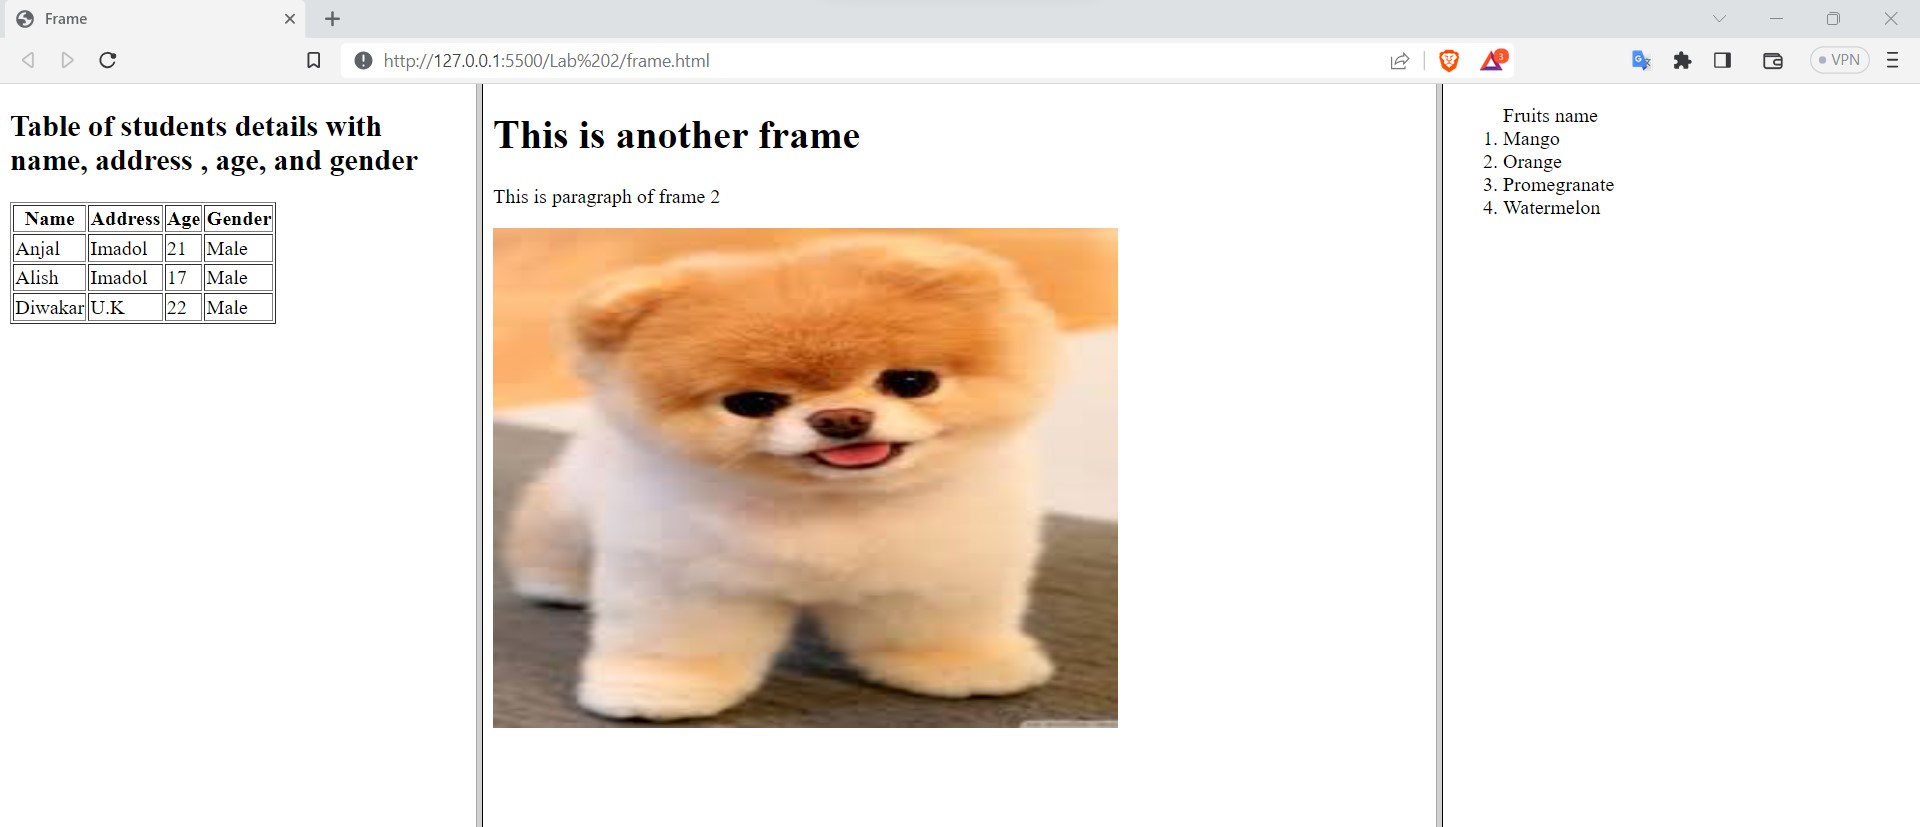 Frame
http://127.0.0.1:5500/Lab%202/frame.html
3
VPN
Table of students details with
name, address , age, and gender
Name Address Age Gender
Anjal Imadol 21 Male
Alish Imadol 17 Male
Diwakar U.K 22 Male
This is another frame
This is paragraph of frame 2
Fruits name
1. Mango
2. Orange
3. Promegranate
4. Watermelon